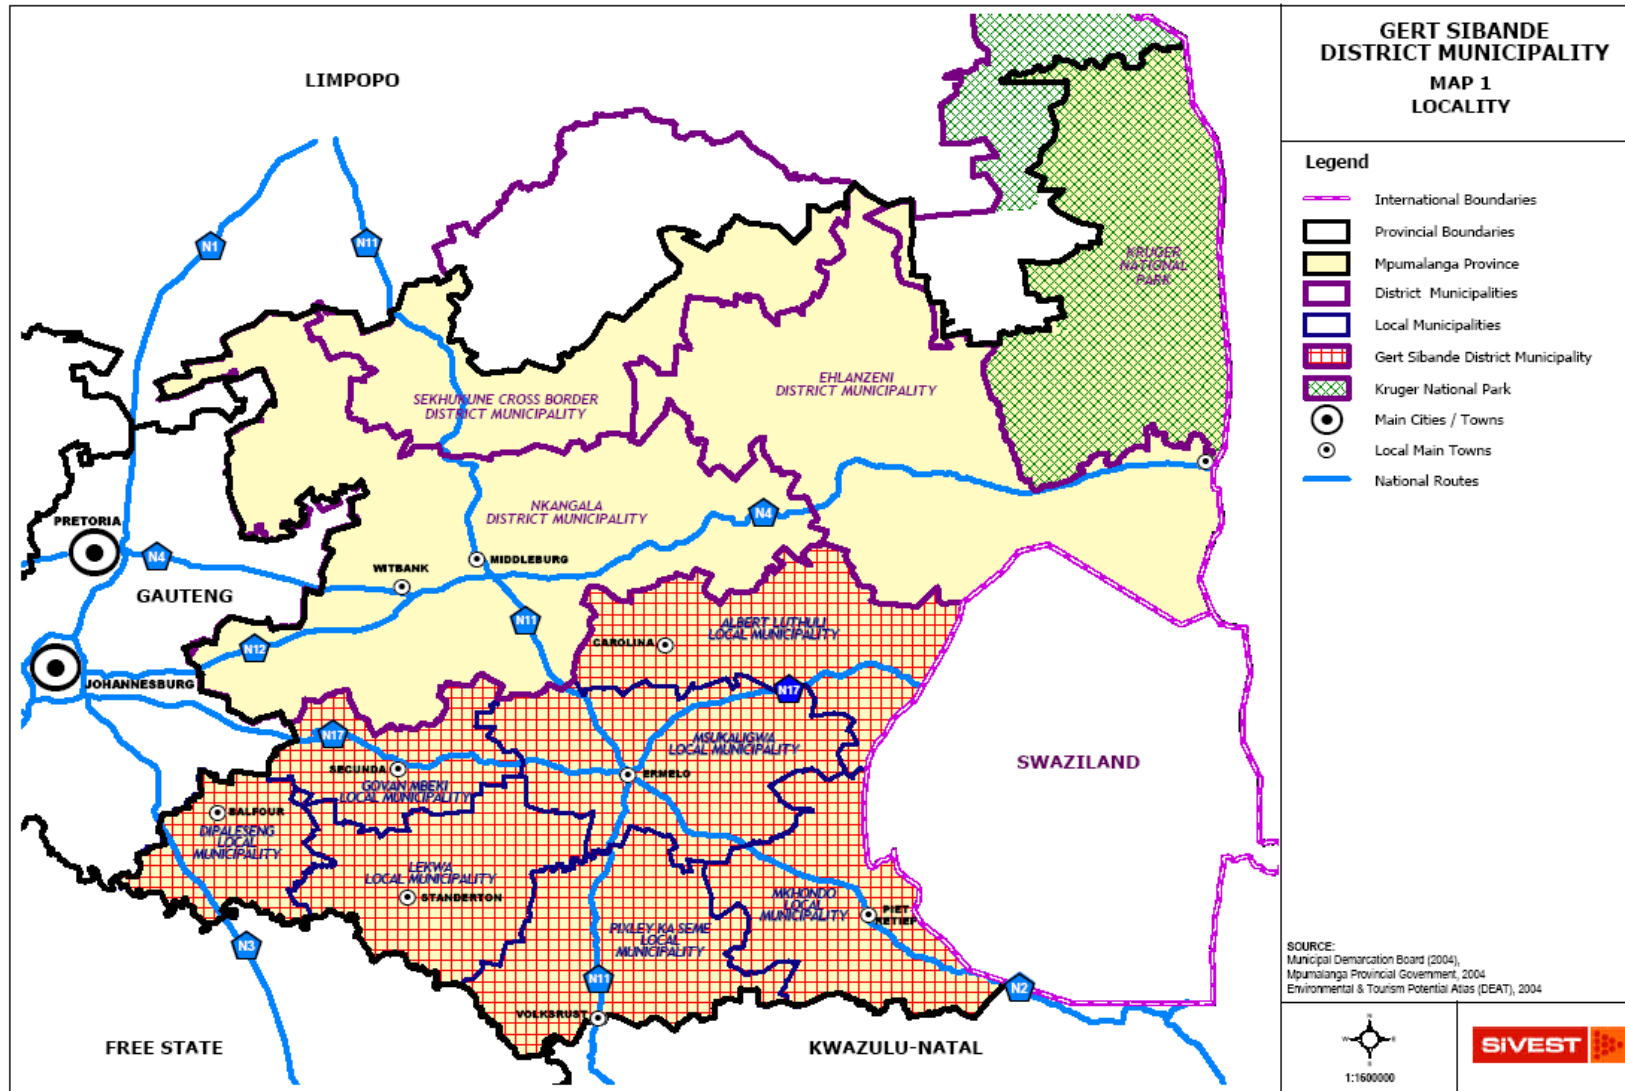 GERT SIBANDE
DISTRICT MUNICIPALITY
MAP 1
LOCALITY
Legend
International Boundaries
Provincial Boundaries
Mpumalanga Province
District Municipalities
Local Municipalities
Gert Sibande District Municipality
Kruger National Park
Main Cities / Towns
Local Main Towns
National Routes
LIMPOPO
N1
N11
KRUGER
NATIONAL
PARK
EHLANZENI
DISTRICT MUNICIPALITY
SEKHUKUNE CROSS BORDER
DISTRICT MUNICIPALITY
NKANGALA
DISTRICT MUNICIPALITY
N4
PRETORIA
N4
MIDDLEBURG
WITBANK
GAUTENG
N11
N12
ALBERT LUTHULI
LOCAL MUNICIPALITY
CAROLINA
JOHANNESBURG
N17
N17
MSUKALIGWA
LOCAL MUNICIPALITY
SECUNDA
ERMELO
GOVAN MBEKI
LOCAL MUNICIPALITY
SWAZILAND
BALFOUR
DIPALESENG
LOCAL
MUNICIPALITY
LEKWA
LOCAL MUNICIPALITY
STANDERTON
MKHONDO
LOCAL
MUNICIPALITY
PIET
RETIEF
PIXLEY KA SEME
LOCAL
MUNICIPALITY
N3
N11
N2
VOLKSRUST
FREE STATE
KWAZULU-NATAL
SOURCE:
Municipal Demarcation Board (2004),
Mpumalanga Provincial Government, 2004
Environmental & Tourism Potential Atlas (DEAT), 2004
N
W
E
S
1:1600000
SiVEST